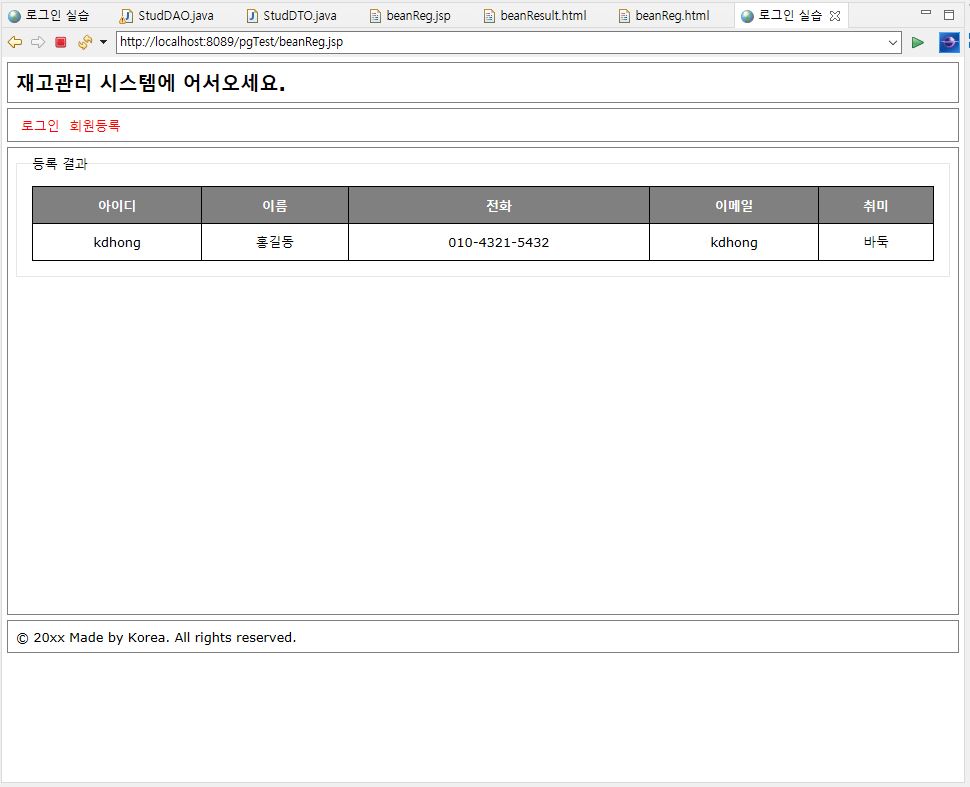 로그인 실습 StudDAO.java StudDTO.java beanReg.jsp beanResult.html beanReg.html 로그인 실습
http://localhost:8089/pgTest/beanReg.jsp
재고관리 시스템에 어서오세요.
로그인 회원등록
등록 결과
아이디 이름 전화 이메일 취미
kdhong 홍길동 010-4321-5432 kdhong 바둑
© 20xx Made by Korea. All rights reserved.